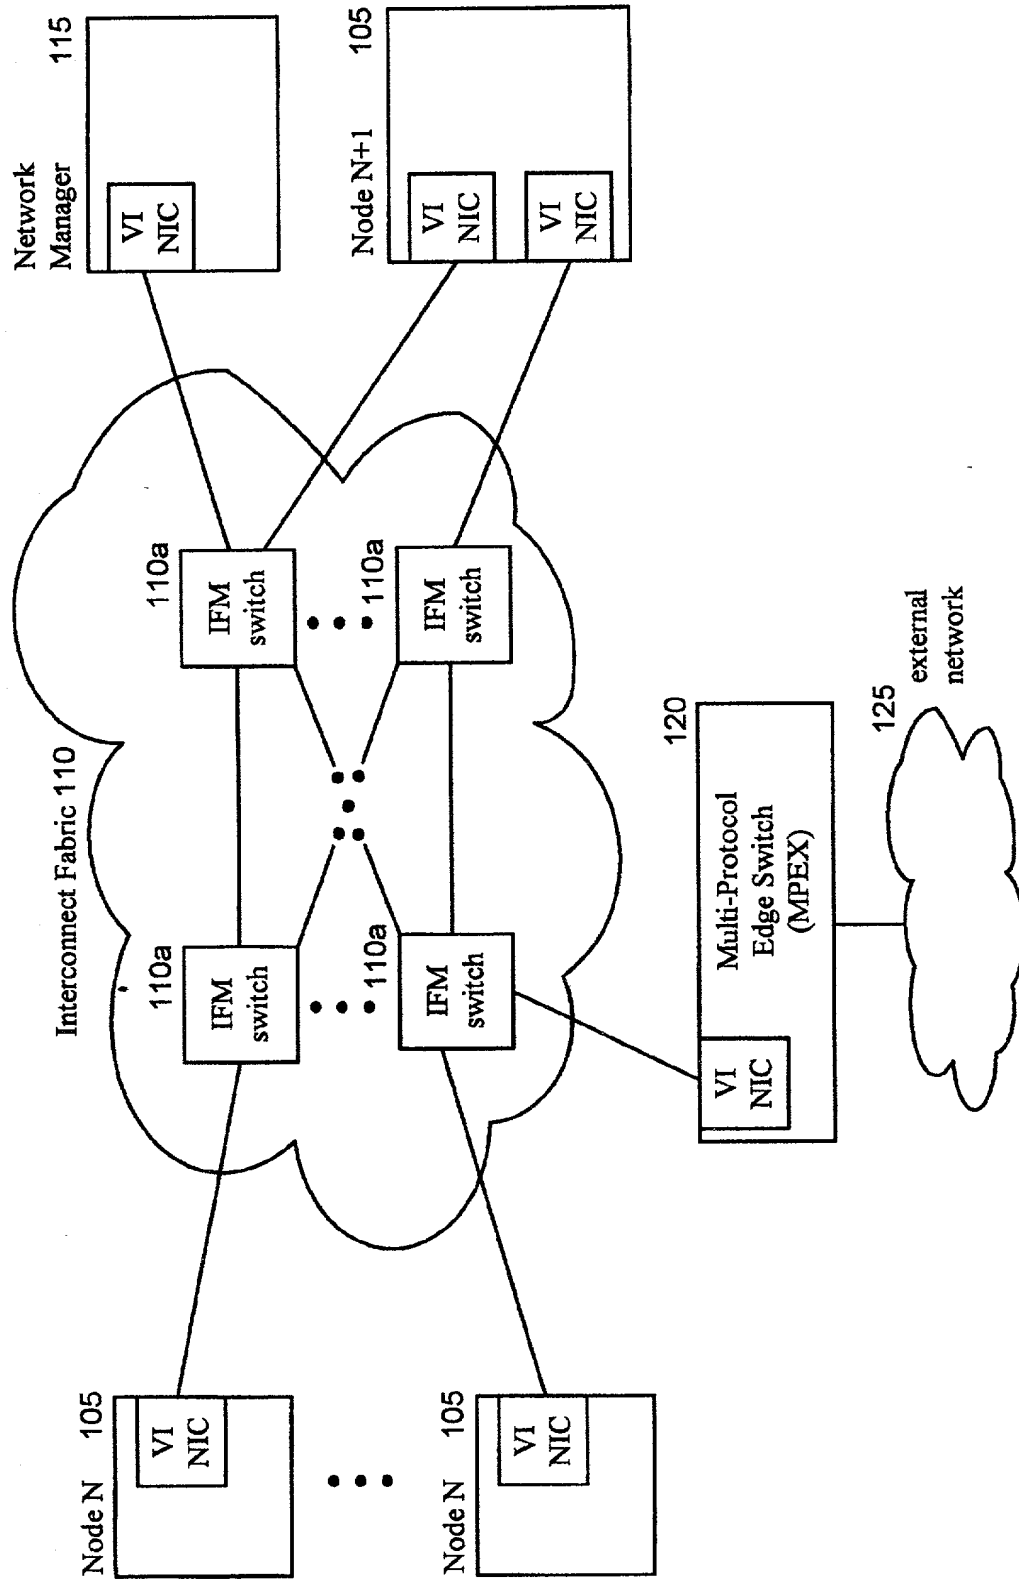 Network
Manager
115
VI
NIC
Node N+1
105
VI
NIC
VI
NIC
Interconnect Fabric 110
110a
IFM
switch
110a
IFM
switch
110a
IFM
switch
110a
IFM
switch
Node N
105
VI
NIC
Node N
105
VI
NIC
120
Multi-Protocol
Edge Switch
(MPEX)
VI
NIC
125
external
network